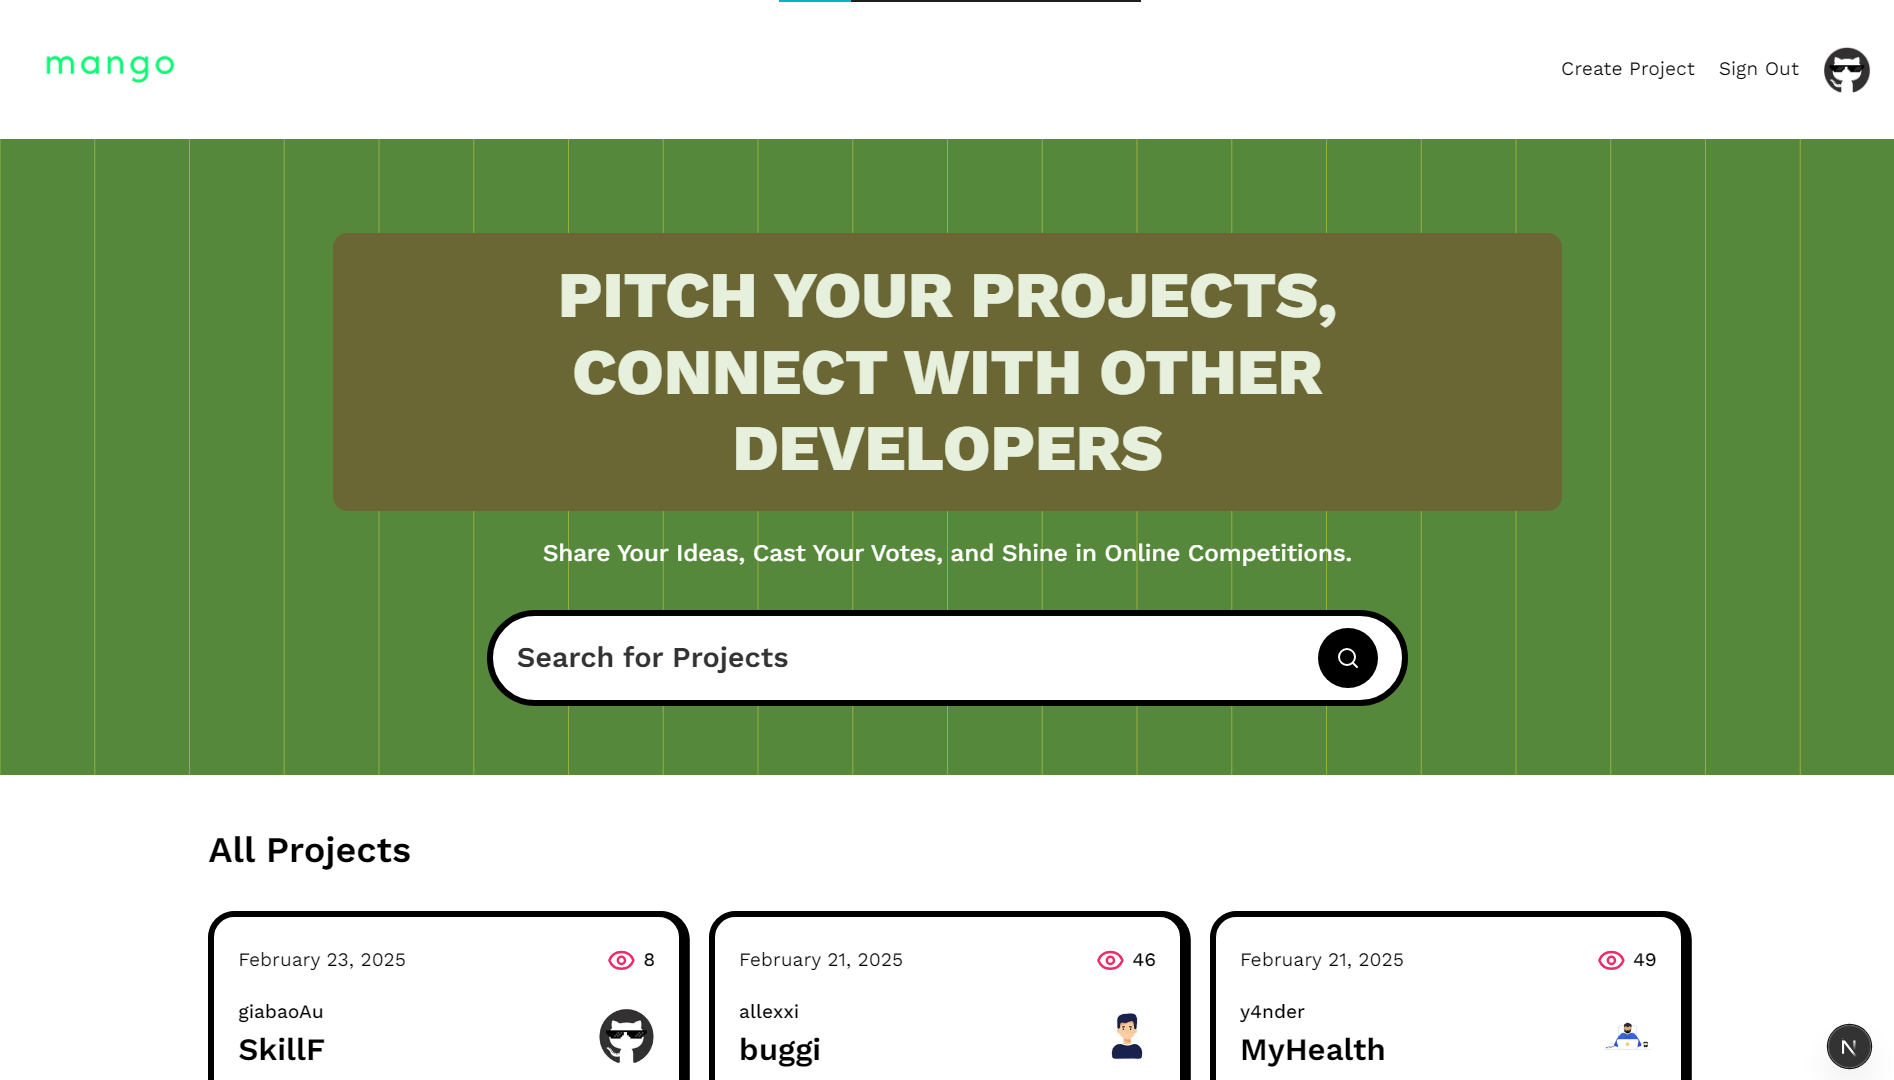 mango
Create Project
Sign Out
PITCH YOUR PROJECTS,
CONNECT WITH OTHER
DEVELOPERS
Share Your Ideas, Cast Your Votes, and Shine in Online Competitions.
Search for Projects
All Projects
February 23, 2025
8
giabaoAu
SkillF
February 21, 2025
46
allexxi
buggi
February 21, 2025
49
y4nder
MyHealth
N